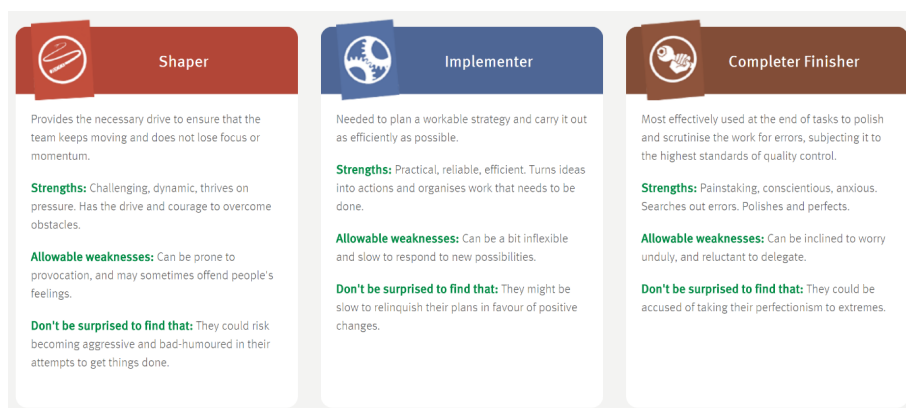 Shaper
Provides the necessary drive to ensure that the
team keeps moving and does not lose focus or
momentum.
Strengths: Challenging, dynamic, thrives on
pressure. Has the drive and courage to overcome
obstacles.
Allowable weaknesses: Can be prone to
provocation, and may sometimes offend people's
feelings.
Don't be surprised to find that: They could risk
becoming aggressive and bad-humoured in their
attempts to get things done.
Implementer
Needed to plan a workable strategy and carry it out
as efficiently as possible.
Strengths: Practical, reliable, efficient. Turns ideas
into actions and organises work that needs to be
done.
Allowable weaknesses: Can be a bit inflexible
and slow to respond to new possibilities.
Don't be surprised to find that: They might be
slow to relinquish their plans in favour of positive
changes.
Completer Finisher
Most effectively used at the end of tasks to polish
and scrutinise the work for errors, subjecting it to
the highest standards of quality control.
Strengths: Painstaking, conscientious, anxious.
Searches out errors. Polishes and perfects.
Allowable weaknesses: Can be inclined to worry
unduly, and reluctant to delegate.
Don't be surprised to find that: They could be
accused of taking their perfectionism to extremes.